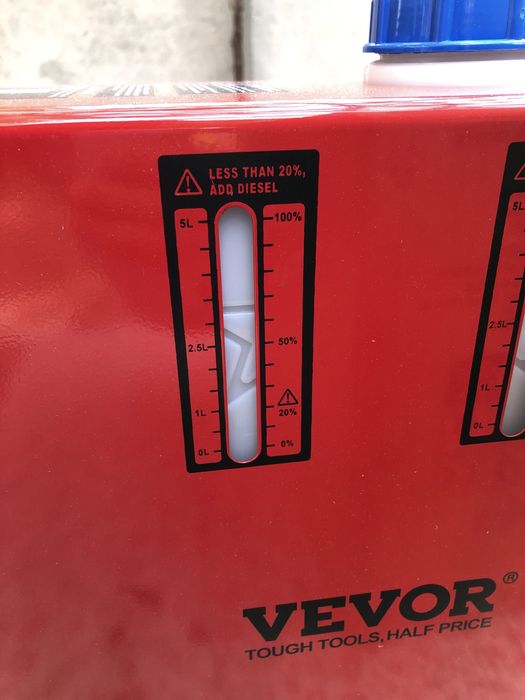 LESS THAN 20%,
ADD DIESEL
5L 100%
2.5L 50%
1L 20%
0L 0%
5L
2.5L
1L
0L
VEVOR®
TOUGH TOOLS, HALF PRICE